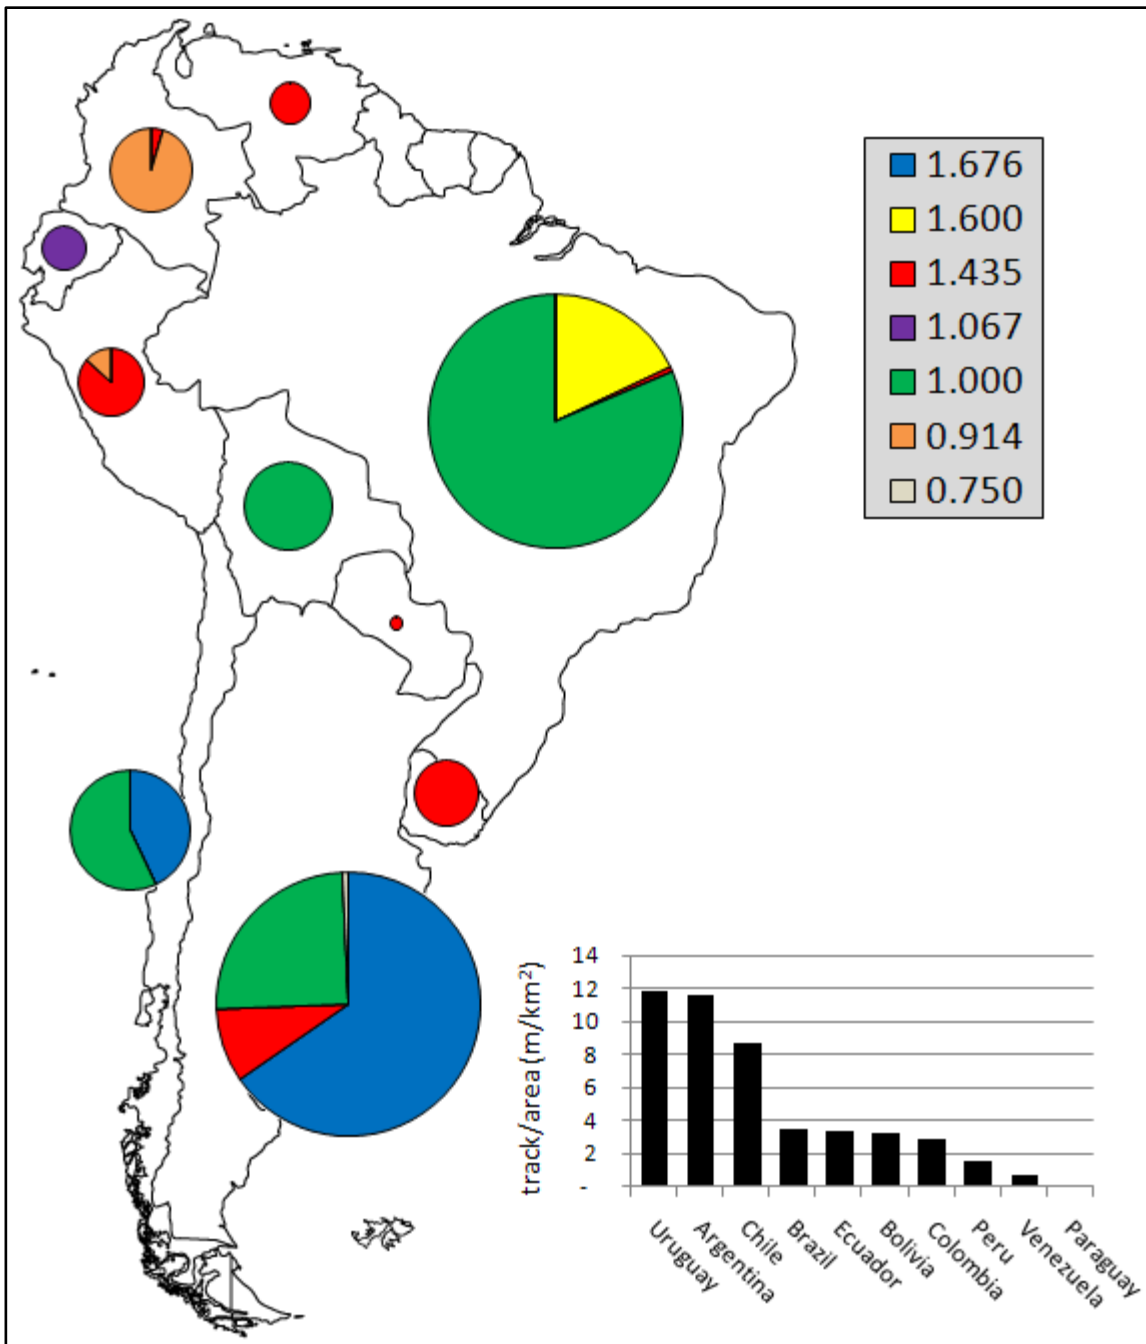 1.676
1.600
1.435
1.067
1.000
0.914
0.750
track/area (m/km²)
14
12
10
8
6
4
2
-
Uruguay
Argentina
Chile
Brazil
Ecuador
Bolivia
Colombia
Peru
Venezuela
Paraguay